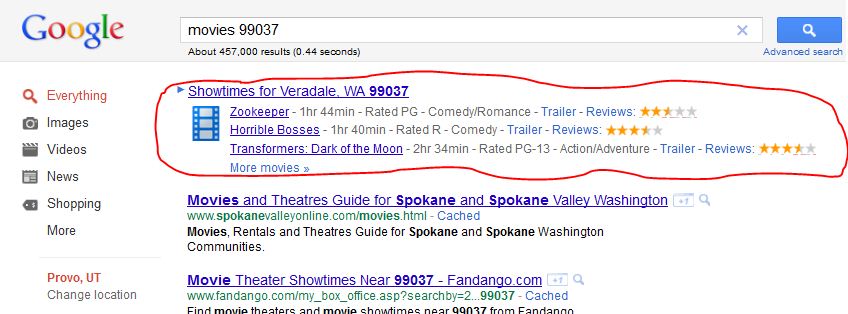 Google
movies 99037
About 457,000 results (0.44 seconds)
Advanced search
Everything
Images
Videos
News
Shopping
More
Provo, UT
Change location
Showtimes for Veradale, WA 99037
Zookeeper - 1hr 44min - Rated PG - Comedy/Romance - Trailer - Reviews:
Horrible Bosses - 1hr 40min - Rated R - Comedy - Trailer - Reviews:
Transformers: Dark of the Moon - 2hr 34min - Rated PG-13 - Action/Adventure - Trailer - Reviews:
More movies »
Movies and Theatres Guide for Spokane and Spokane Valley Washington +1
www.spokanevalleyonline.com/movies.html - Cached
Movies, Rentals and Theatres Guide for Spokane and Spokane Washington
Communities.
Movie Theater Showtimes Near 99037 - Fandango.com +1
www.fandango.com/my_box_office.asp?searchby=2...99037 - Cached
Find movie theaters and movie showtimes near 99037 from Fandango.